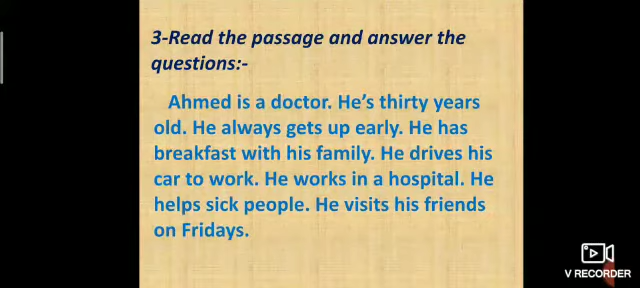 3-Read the passage and answer the
questions:-
Ahmed is a doctor. He's thirty years
old. He always gets up early. He has
breakfast with his family. He drives his
car to work. He works in a hospital. He
helps sick people. He visits his friends
on Fridays.
V RECORDER